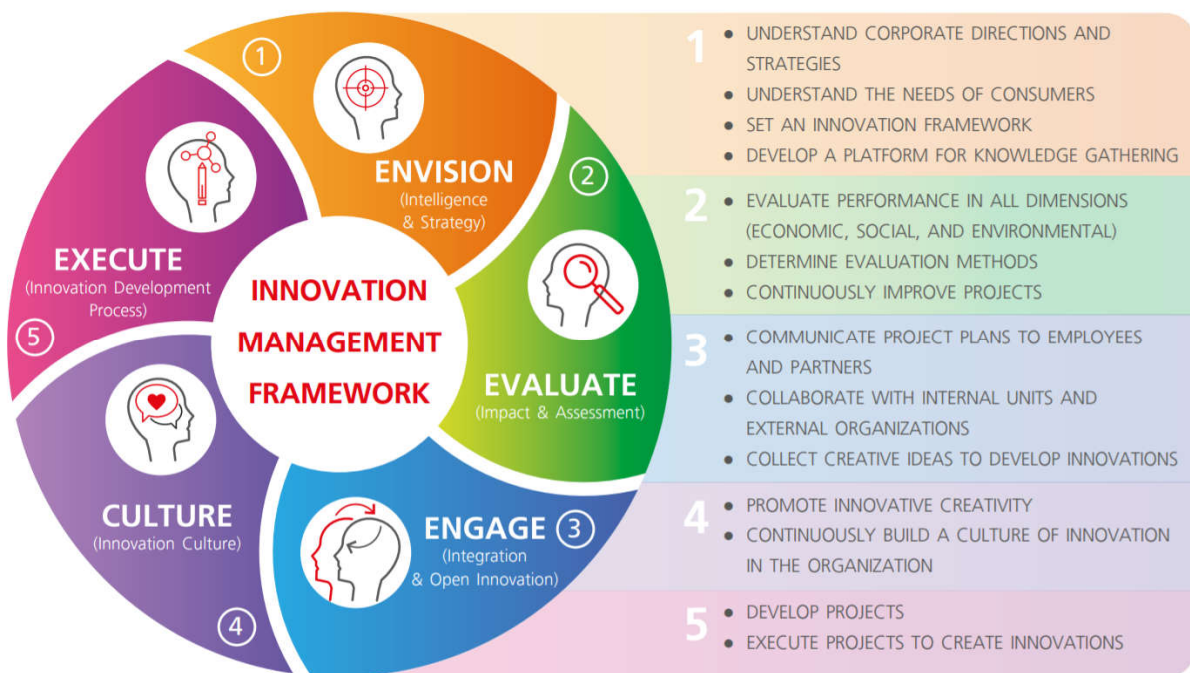 1
ENVISION
(Intelligence
& Strategy)
2
EVALUATE
(Impact & Assessment)
ENGAGE 3
(Integration
& Open Innovation)
CULTURE
(Innovation Culture)
4
EXECUTE
(Innovation Development
Process)
5
INNOVATION
MANAGEMENT
FRAMEWORK
1
● UNDERSTAND CORPORATE DIRECTIONS AND
STRATEGIES
● UNDERSTAND THE NEEDS OF CONSUMERS
● SET AN INNOVATION FRAMEWORK
● DEVELOP A PLATFORM FOR KNOWLEDGE GATHERING
2
● EVALUATE PERFORMANCE IN ALL DIMENSIONS
(ECONOMIC, SOCIAL, AND ENVIRONMENTAL)
● DETERMINE EVALUATION METHODS
● CONTINUOUSLY IMPROVE PROJECTS
3
● COMMUNICATE PROJECT PLANS TO EMPLOYEES
AND PARTNERS
● COLLABORATE WITH INTERNAL UNITS AND
EXTERNAL ORGANIZATIONS
● COLLECT CREATIVE IDEAS TO DEVELOP INNOVATIONS
4
● PROMOTE INNOVATIVE CREATIVITY
● CONTINUOUSLY BUILD A CULTURE OF INNOVATION
IN THE ORGANIZATION
5
● DEVELOP PROJECTS
● EXECUTE PROJECTS TO CREATE INNOVATIONS